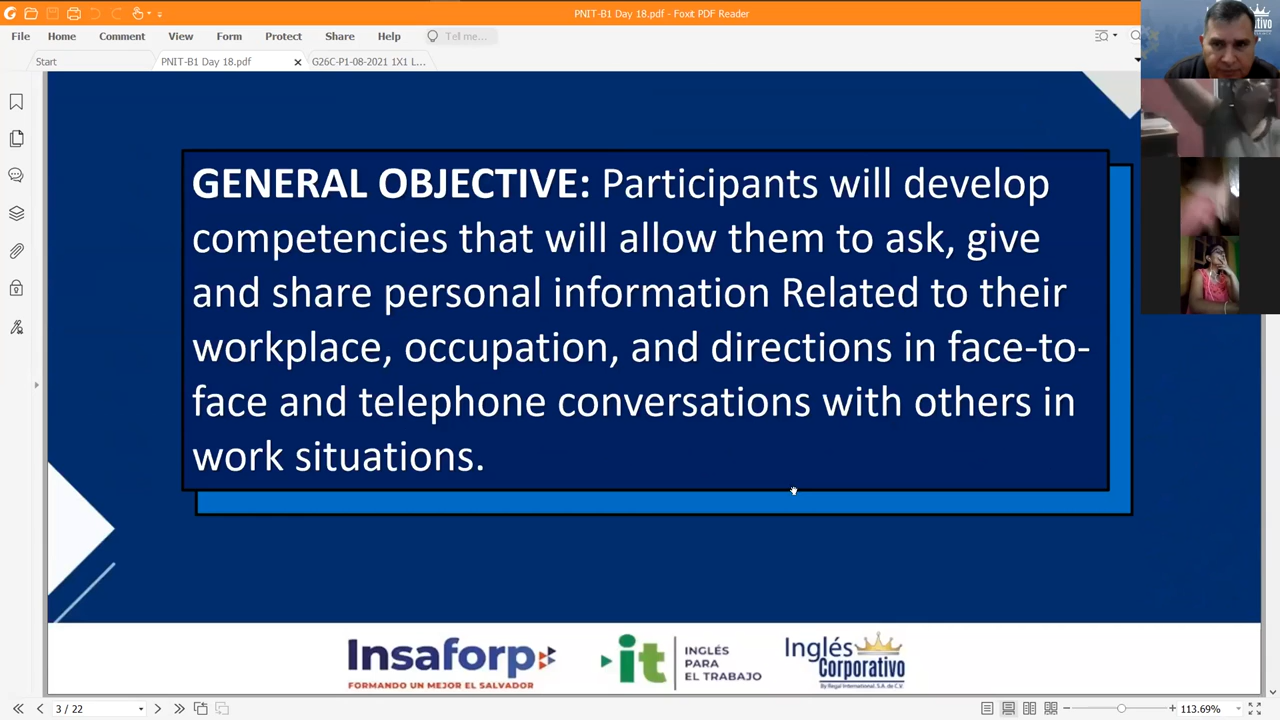 PNIT-B1 Day 18.pdf - Foxit PDF Reader
File Home Comment View Form Protect Share Help Tell me...
Start PNIT-B1 Day 18.pdf G26C-P1-08-2021 1X1 L...
GENERAL OBJECTIVE: Participants will develop
competencies that will allow them to ask, give
and share personal information Related to their
workplace, occupation, and directions in face-to-
face and telephone conversations with others in
work situations.
Insaforp
FORMANDO UN MEJOR EL SALVADOR
it
INGLÉS
PARA
EL TRABAJO
Inglés
Corporativo
By Regal International, S.A. de C.V.
3 / 22
113.69%